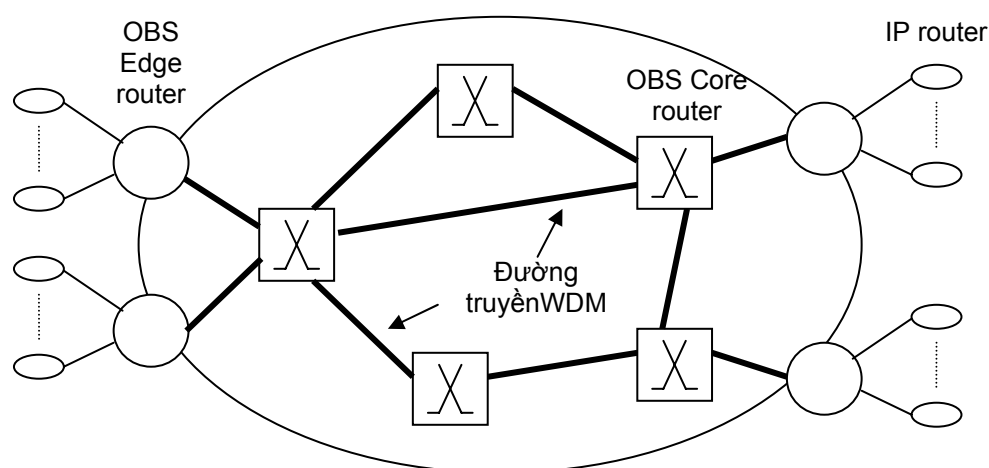 OBS
Edge
router
OBS Core
router
IP router
Đường
truyềnWDM